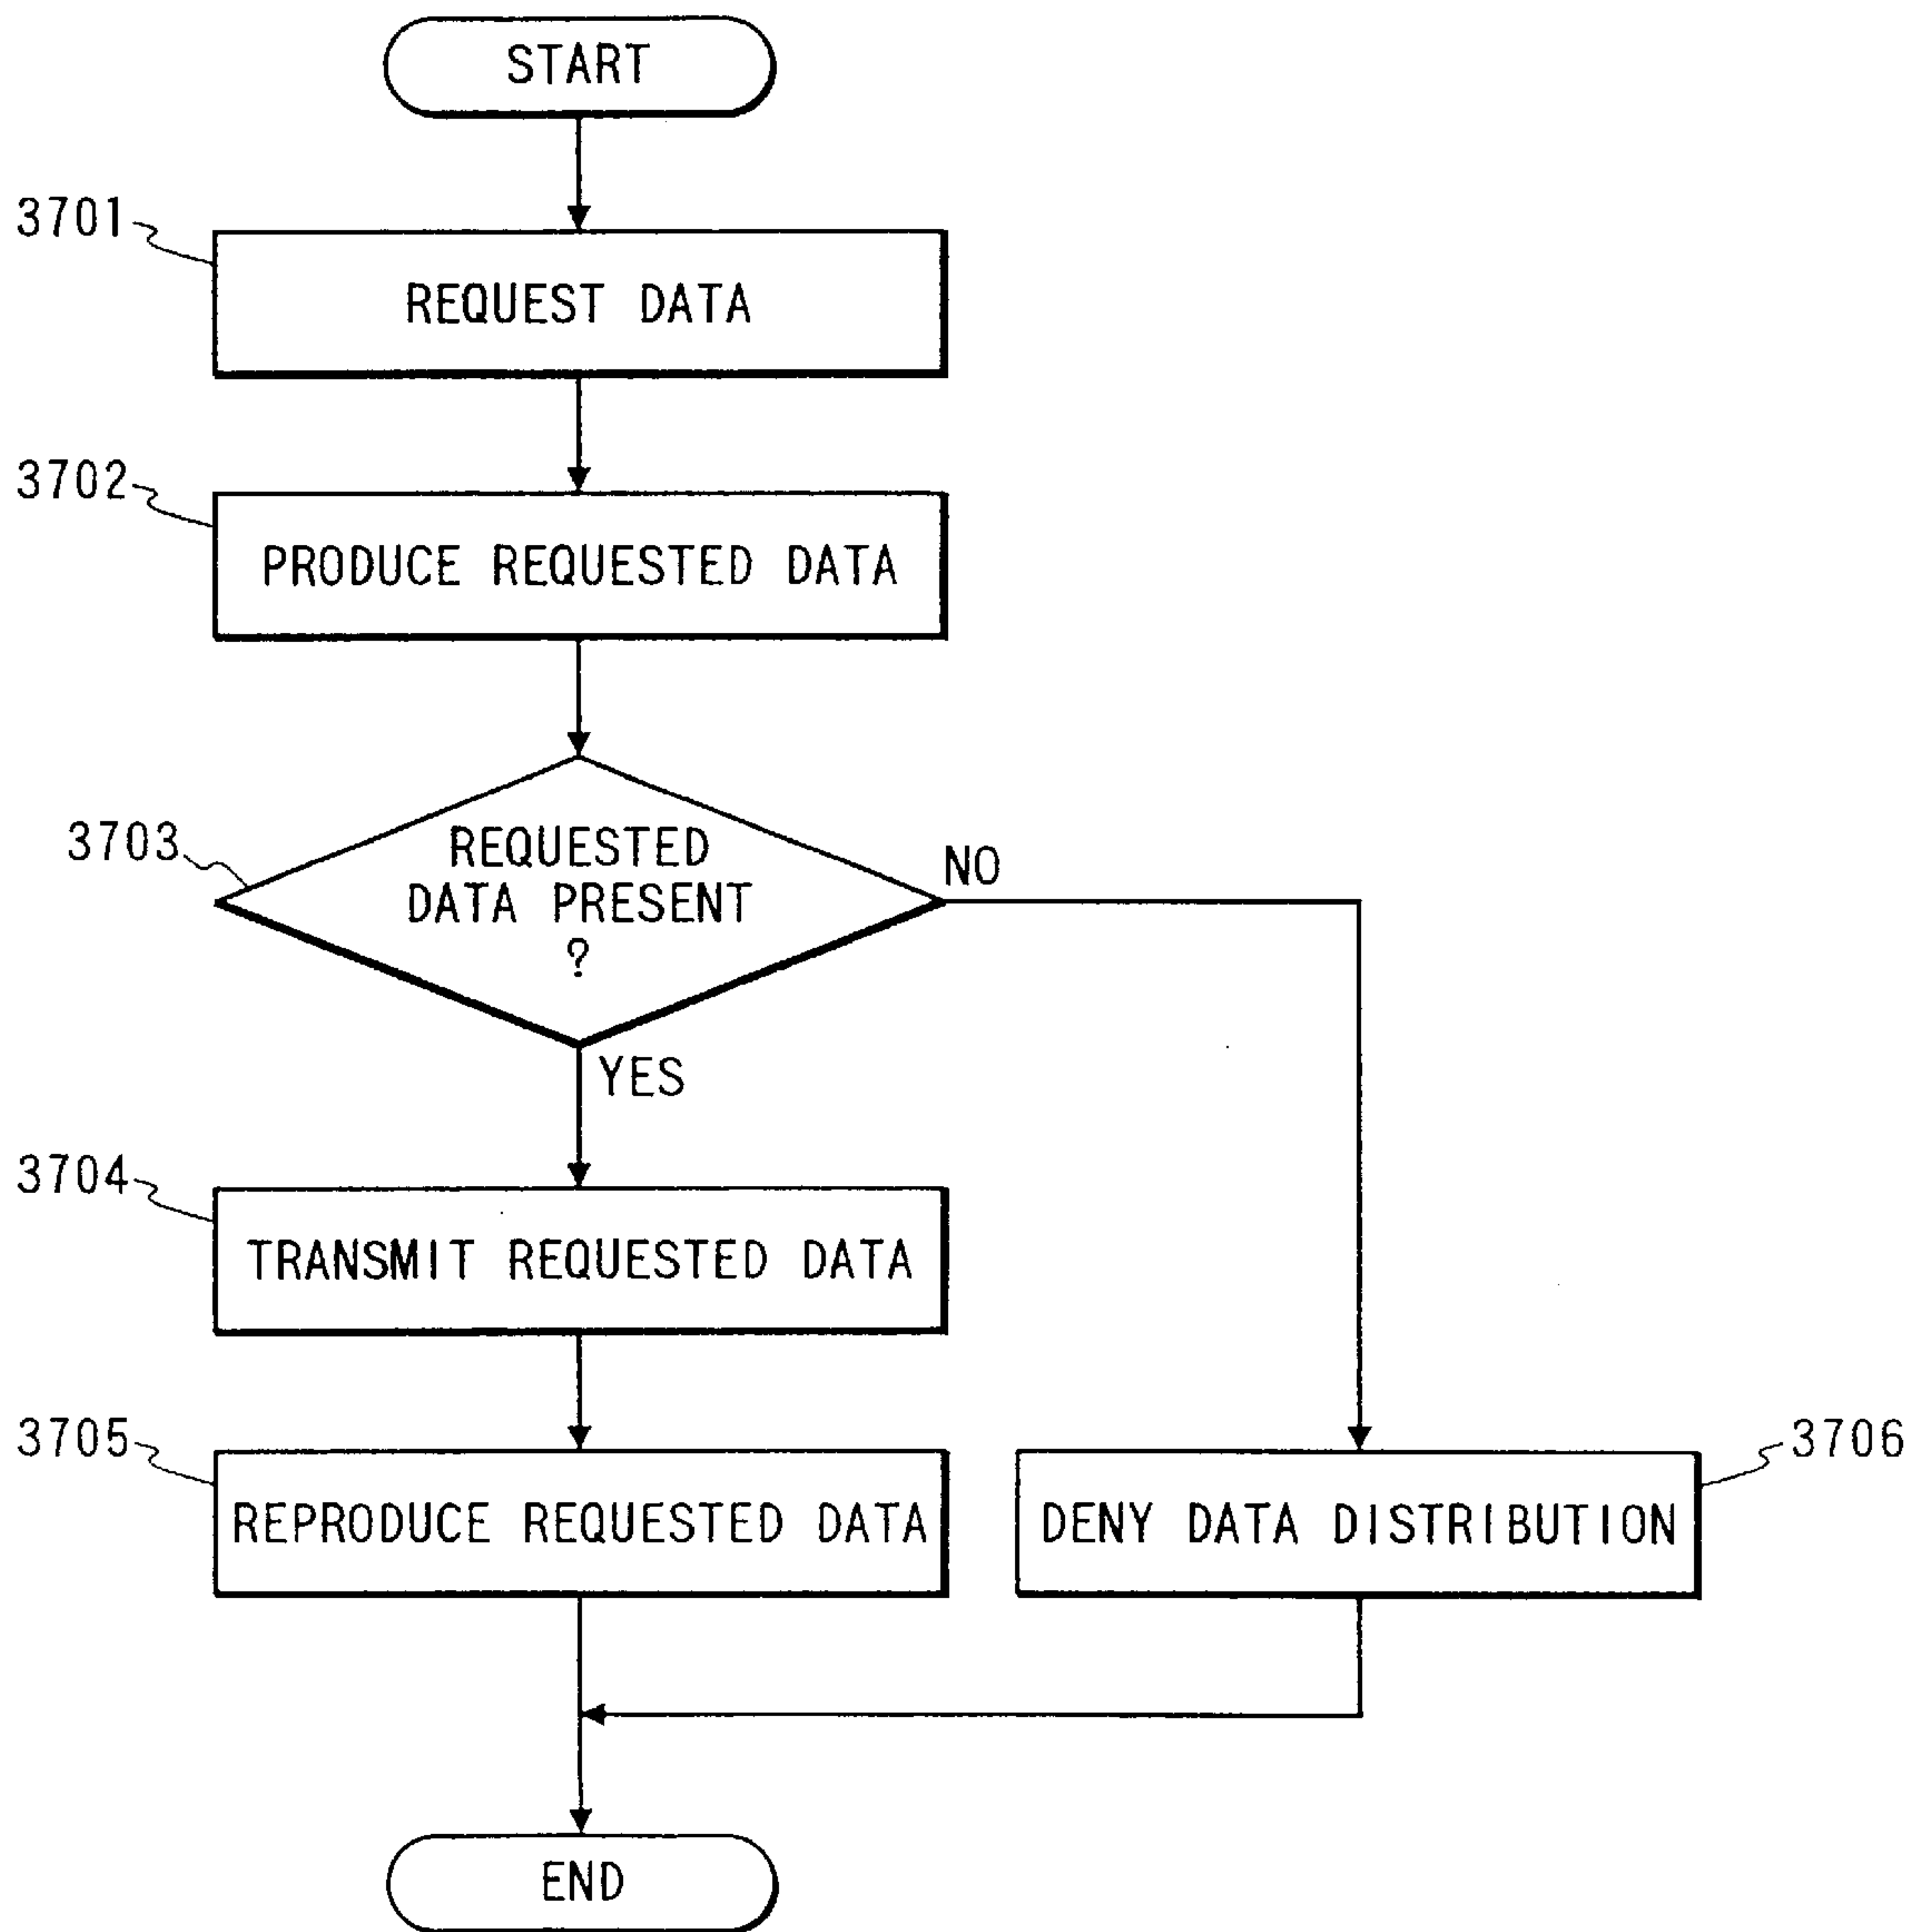 START
3701
REQUEST DATA
3702
PRODUCE REQUESTED DATA
3703
REQUESTED
DATA PRESENT
?
NO
YES
3704
TRANSMIT REQUESTED DATA
3705
REPRODUCE REQUESTED DATA
3706
DENY DATA DISTRIBUTION
END